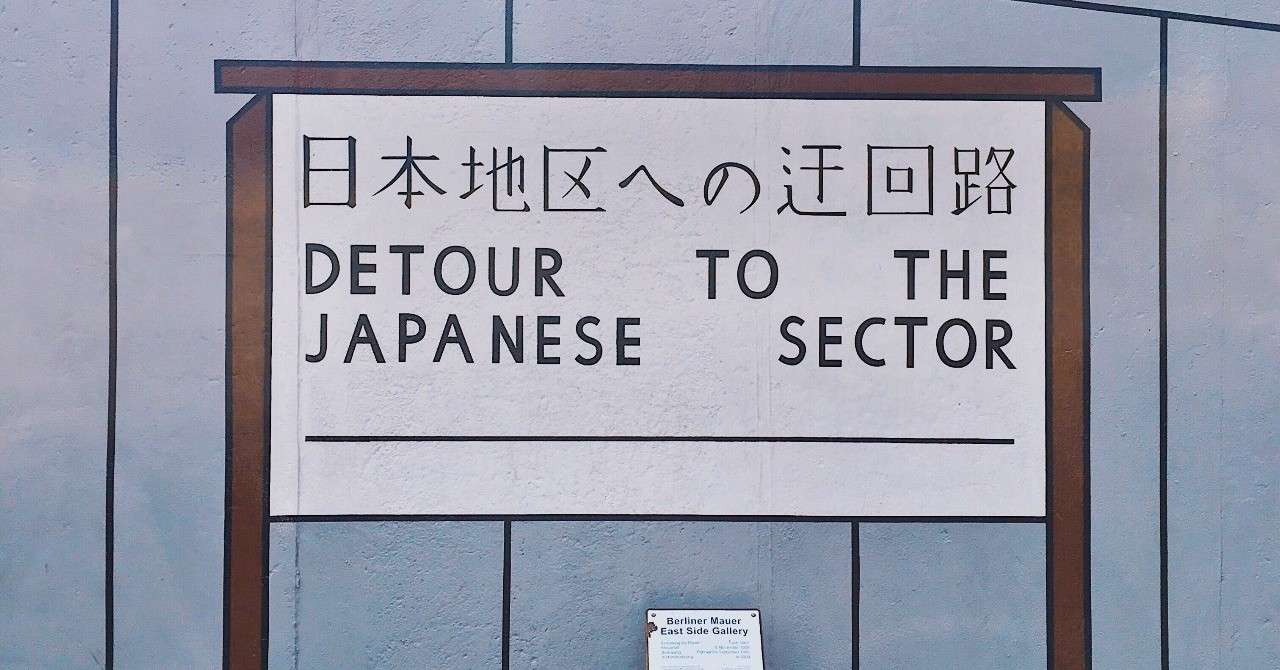 日本地区への迂回路
DETOUR TO THE
JAPANESE SECTOR
Berliner Mauer
East Side Gallery